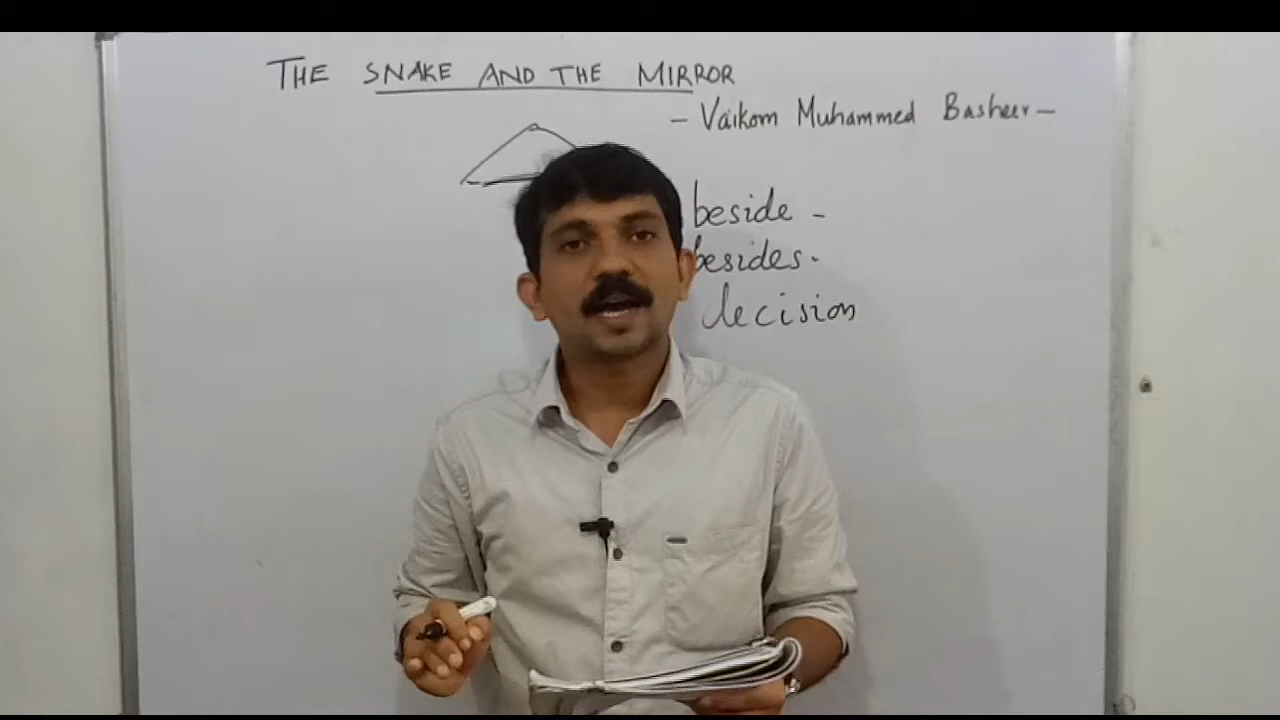 THE SNAKE AND THE MIRROR
- Vaikom Muhammed Basheer -
beside -
besides -
decision